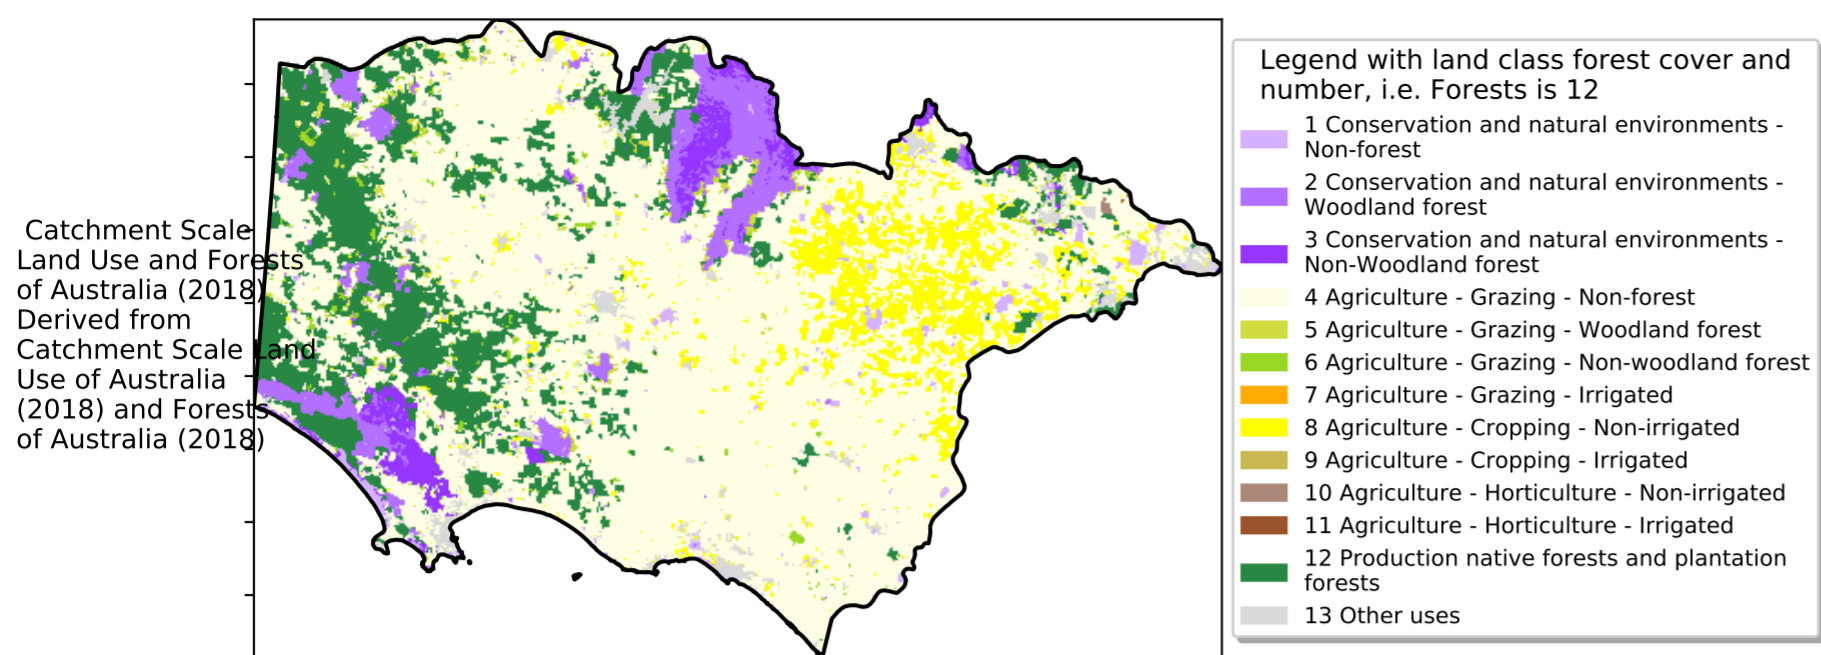 Catchment Scale
Land Use and Forests
of Australia (2018)
Derived from
Catchment Scale Land
Use of Australia
(2018) and Forests
of Australia (2018)
Legend with land class forest cover and
number, i.e. Forests is 12
1 Conservation and natural environments -
Non-forest
2 Conservation and natural environments -
Woodland forest
3 Conservation and natural environments -
Non-Woodland forest
4 Agriculture - Grazing - Non-forest
5 Agriculture - Grazing - Woodland forest
6 Agriculture - Grazing - Non-woodland forest
7 Agriculture - Grazing - Irrigated
8 Agriculture - Cropping - Non-irrigated
9 Agriculture - Cropping - Irrigated
10 Agriculture - Horticulture - Non-irrigated
11 Agriculture - Horticulture - Irrigated
12 Production native forests and plantation
forests
13 Other uses